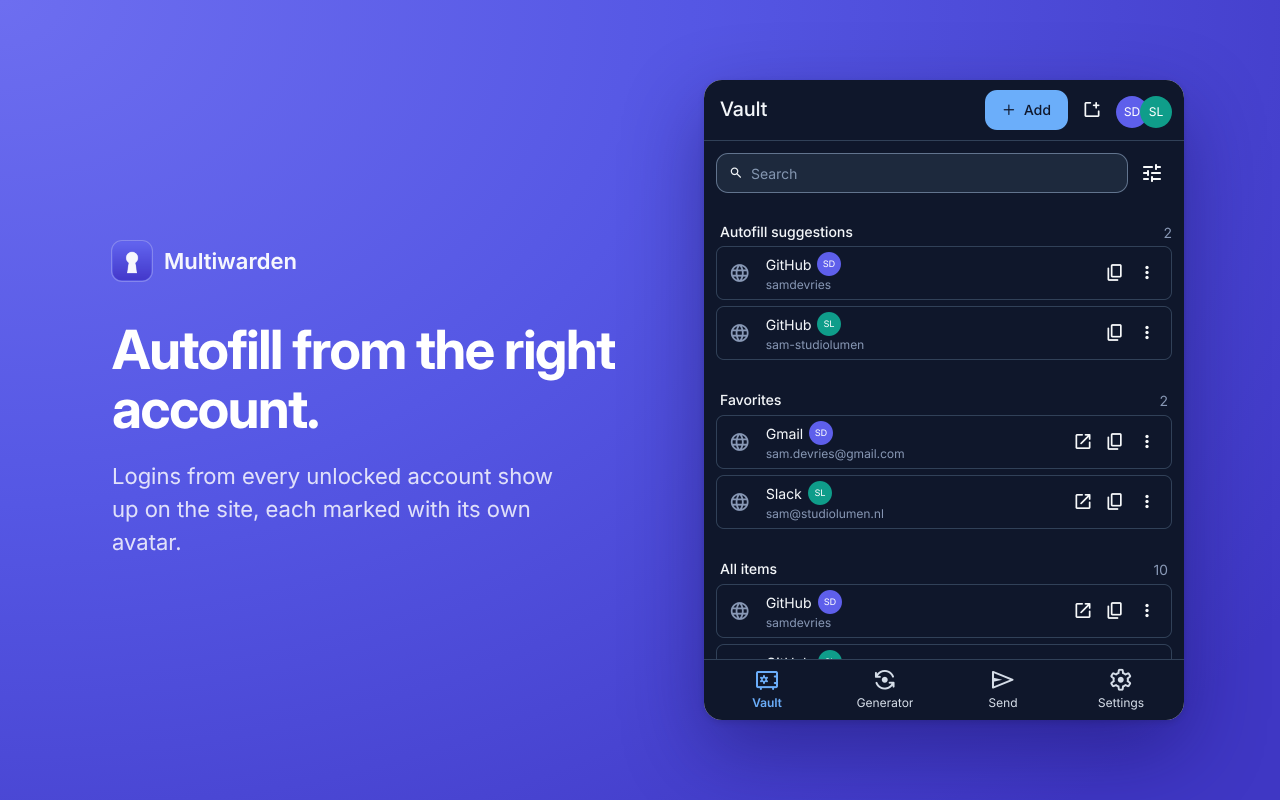 Multiwarden
Autofill from the right
account.
Logins from every unlocked account show
up on the site, each marked with its own
avatar.
Vault
Add
SD
SL
Search
Autofill suggestions
2
GitHub SD
samdevries
GitHub SL
sam-studiolumen
Favorites
2
Gmail SD
sam.devries@gmail.com
Slack SL
sam@studiolumen.nl
All items
10
GitHub SD
samdevries
Vault
Generator
Send
Settings